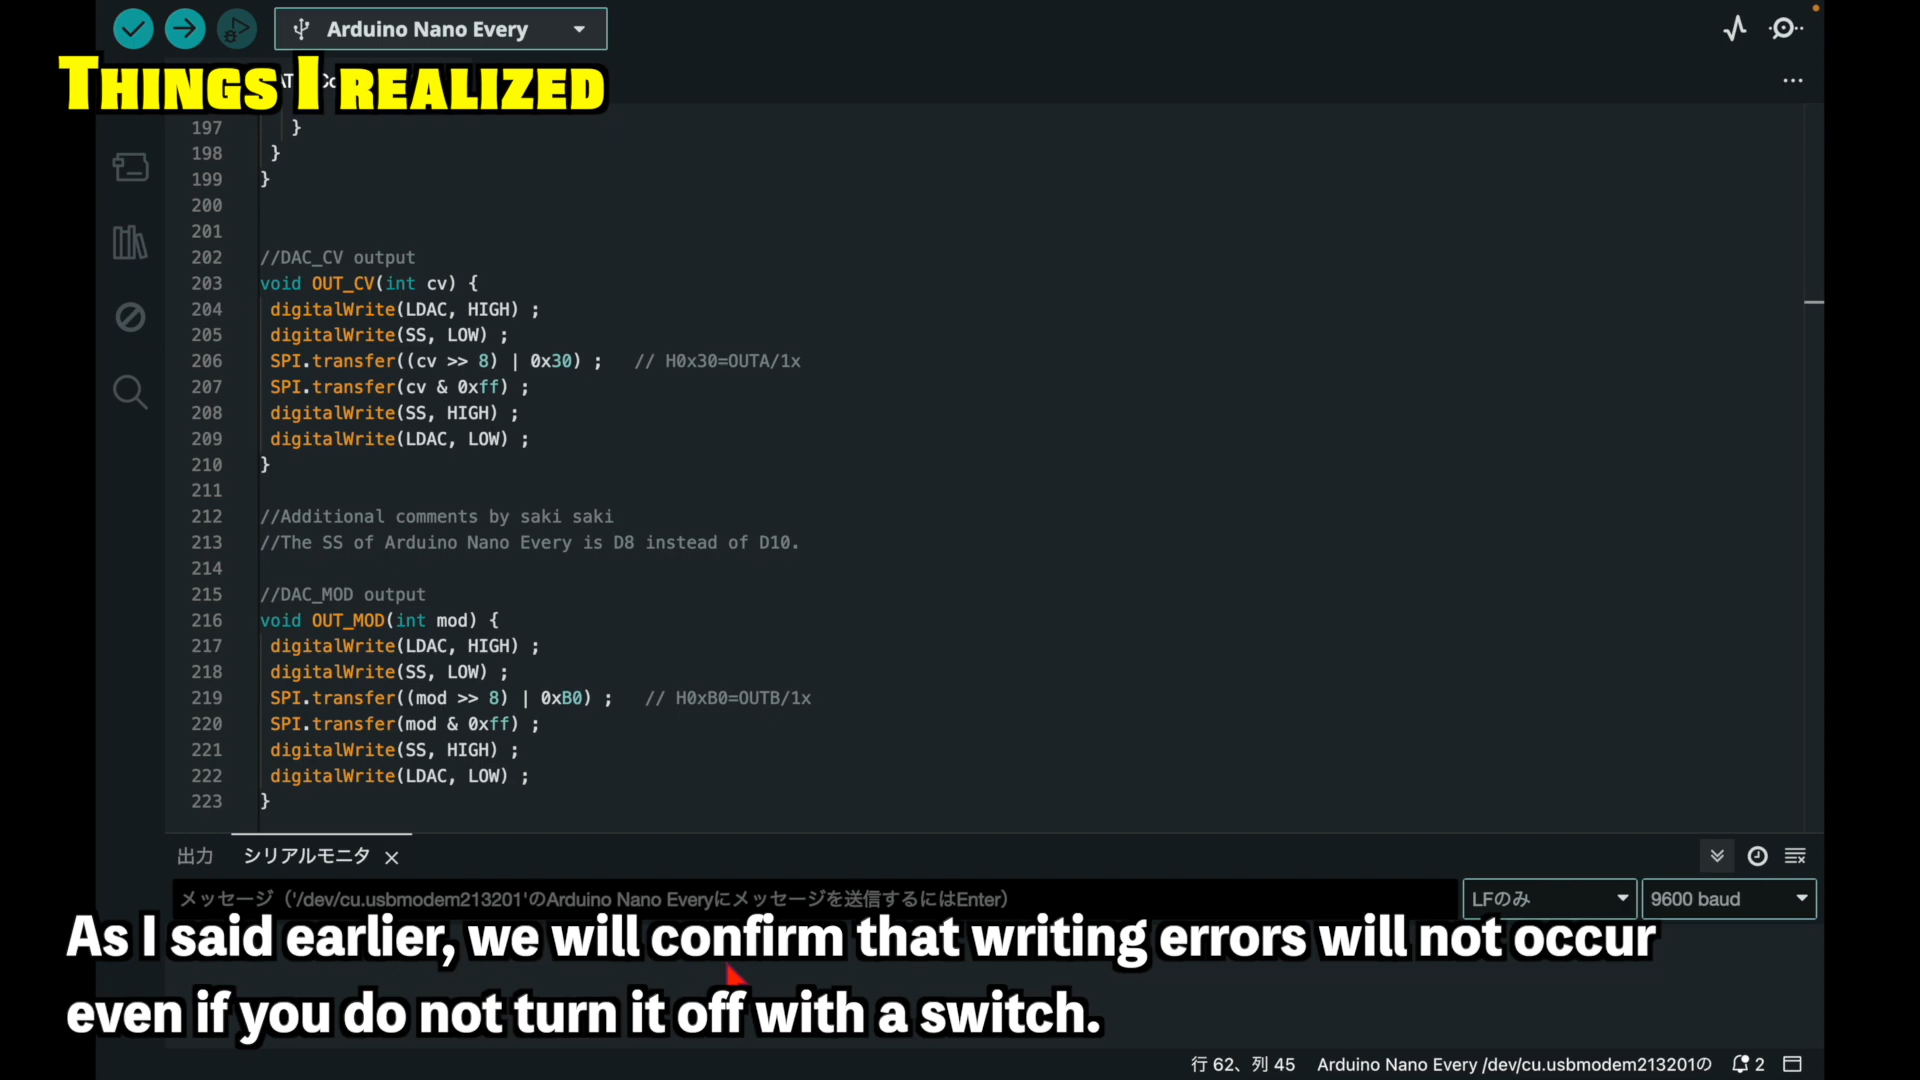 Arduino Nano Every
THINGS I REALIZED
197 }
198 }
199 }
200
201
202 //DAC_CV output
203 void OUT_CV(int cv) {
204 digitalWrite(LDAC, HIGH) ;
205 digitalWrite(SS, LOW) ;
206 SPI.transfer((cv >> 8) | 0x30) ;   // H0x30=OUTA/1x
207 SPI.transfer(cv & 0xff) ;
208 digitalWrite(SS, HIGH) ;
209 digitalWrite(LDAC, LOW) ;
210 }
211
212 //Additional comments by saki saki
213 //The SS of Arduino Nano Every is D8 instead of D10.
214
215 //DAC_MOD output
216 void OUT_MOD(int mod) {
217 digitalWrite(LDAC, HIGH) ;
218 digitalWrite(SS, LOW) ;
219 SPI.transfer((mod >> 8) | 0xB0) ;   // H0xB0=OUTB/1x
220 SPI.transfer(mod & 0xff) ;
221 digitalWrite(SS, HIGH) ;
222 digitalWrite(LDAC, LOW) ;
223 }
出力 シリアルモニタ
メッセージ（'/dev/cu.usbmodem213201'のArduino Nano Everyにメッセージを送信するにはEnter） LFのみ 9600 baud
As I said earlier, we will confirm that writing errors will not occur
even if you do not turn it off with a switch.
行 62、列 45 Arduino Nano Every /dev/cu.usbmodem213201の 2